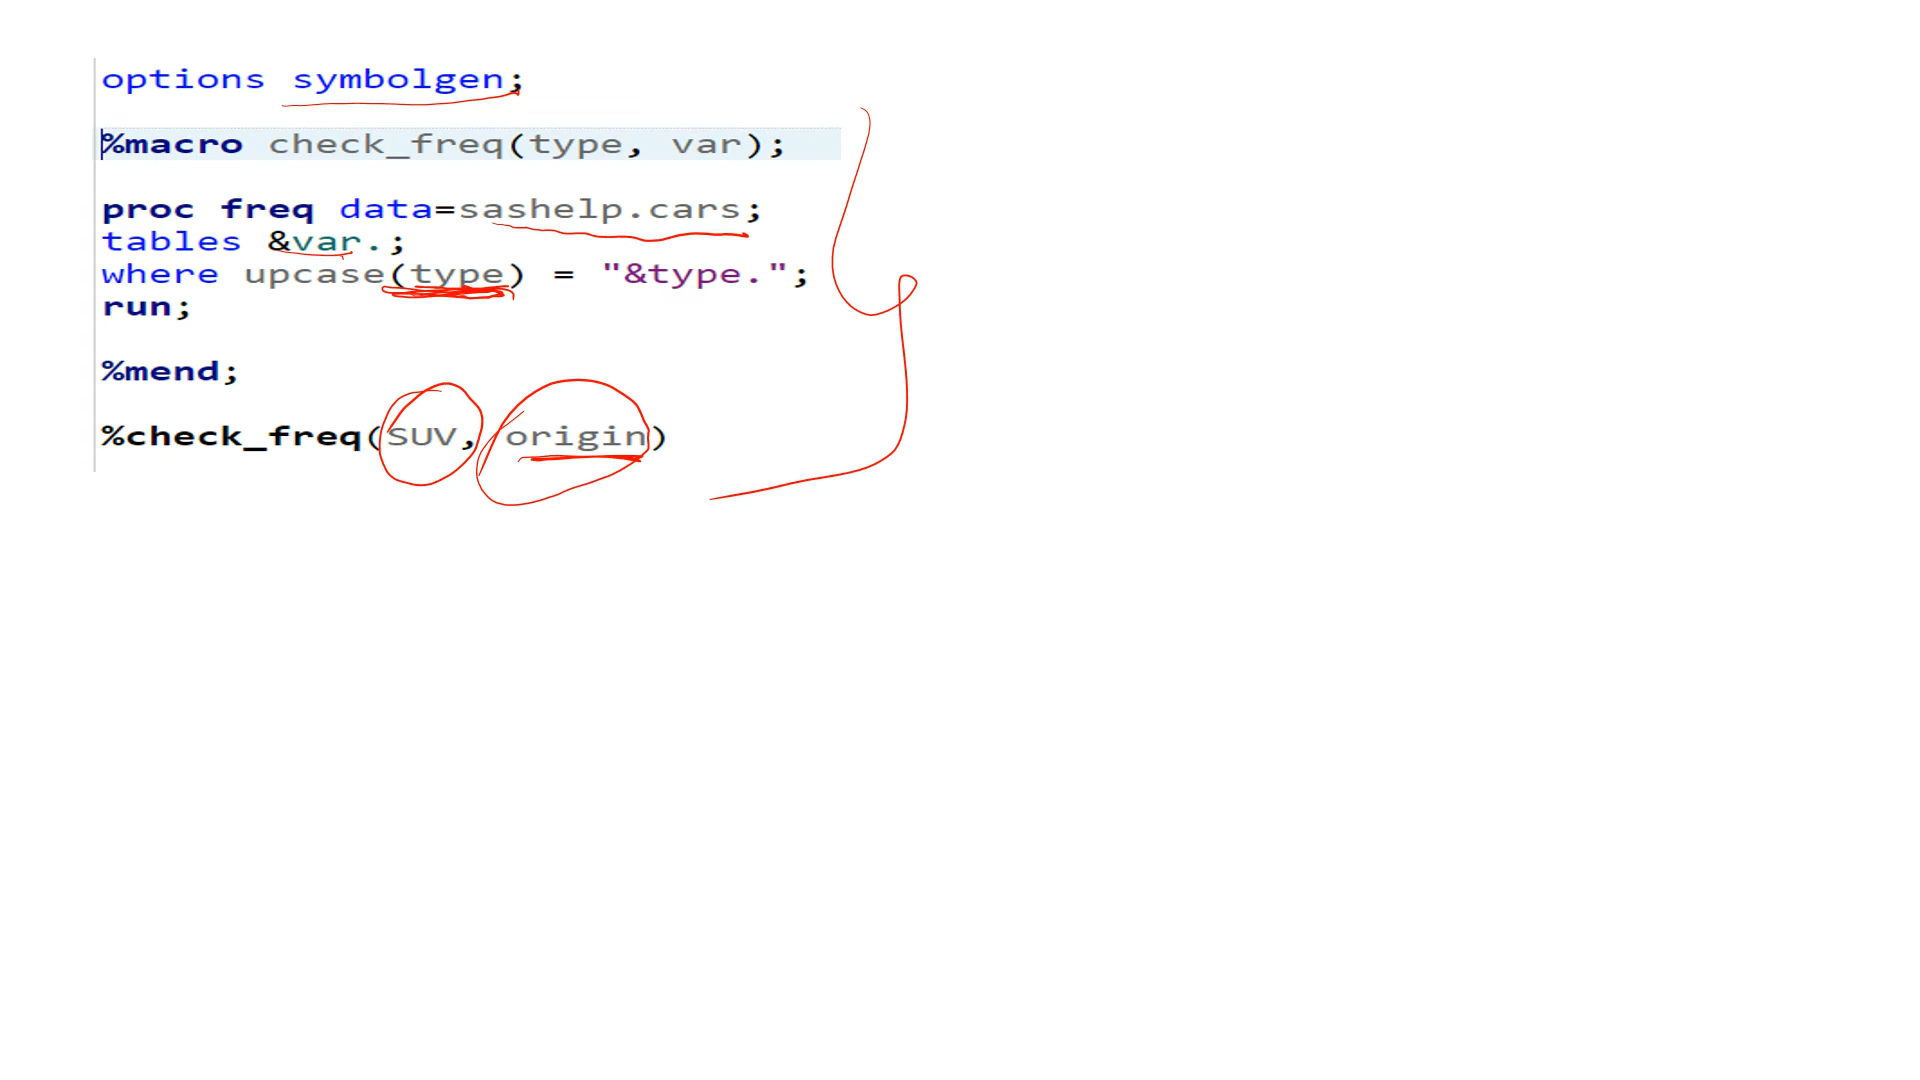 options symbolgen;
%macro check_freq(type, var);
proc freq data=sashelp.cars;
tables &var.;
where upcase(type) = "&type.";
run;
%mend;
%check_freq(SUV, origin)